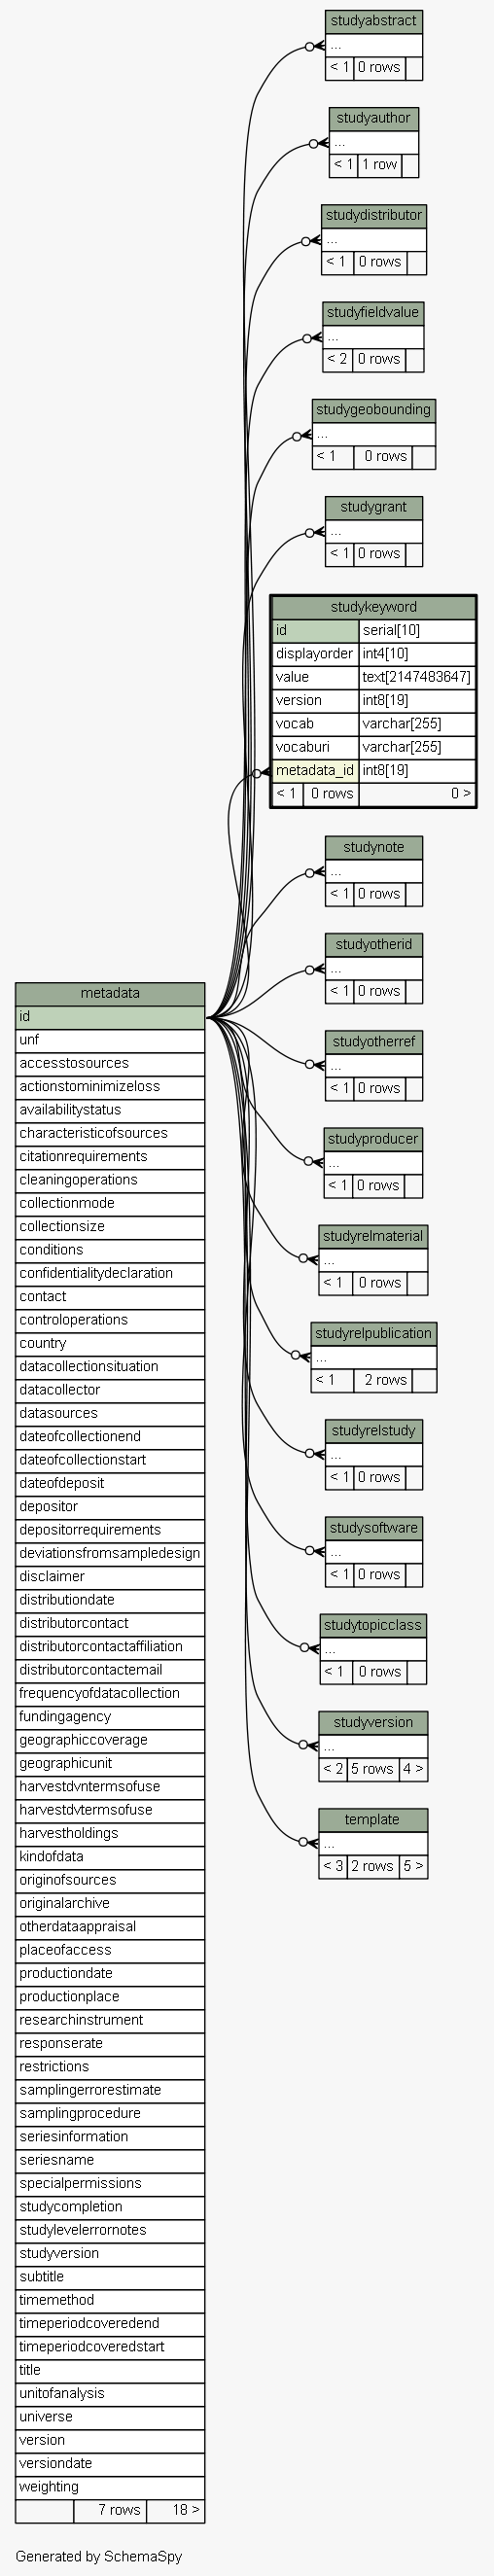 studyabstract
...
< 1 0 rows
studyauthor
...
< 1 1 row
studydistributor
...
< 1 0 rows
studyfieldvalue
...
< 2 0 rows
studygeobounding
...
< 1 0 rows
studygrant
...
< 1 0 rows
studykeyword
id serial[10]
displayorder int4[10]
value text[2147483647]
version int8[19]
vocab varchar[255]
vocaburi varchar[255]
metadata_id int8[19]
< 1 0 rows 0 >
studynote
...
< 1 0 rows
studyotherid
...
< 1 0 rows
studyotherref
...
< 1 0 rows
studyproducer
...
< 1 0 rows
studyrelmaterial
...
< 1 0 rows
studyrelpublication
...
< 1 2 rows
studyrelstudy
...
< 1 0 rows
studysoftware
...
< 1 0 rows
studytopicclass
...
< 1 0 rows
studyversion
...
< 2 5 rows 4 >
template
...
< 3 2 rows 5 >
metadata
id
unf
accesstosources
actionstominimizeloss
availabilitystatus
characteristicofsources
citationrequirements
cleaningoperations
collectionmode
collectionsize
conditions
confidentialitydeclaration
contact
controloperations
country
datacollectionsituation
datacollector
datasources
dateofcollectionend
dateofcollectionstart
dateofdeposit
depositor
depositorrequirements
deviationsfromsampledesign
disclaimer
distributiondate
distributorcontact
distributorcontactaffiliation
distributorcontactemail
frequencyofdatacollection
fundingagency
geographiccoverage
geographicunit
harvestdvntermsofuse
harvestdvtermsofuse
harvestholdings
kindofdata
originofsources
originalarchive
otherdataappraisal
placeofaccess
productiondate
productionplace
researchinstrument
responserate
restrictions
samplingerrorestimate
samplingprocedure
seriesinformation
seriesname
specialpermissions
studycompletion
studylevelerrornotes
studyversion
subtitle
timemethod
timeperiodcoveredend
timeperiodcoveredstart
title
unitofanalysis
universe
version
versiondate
weighting
7 rows 18 >
Generated by SchemaSpy